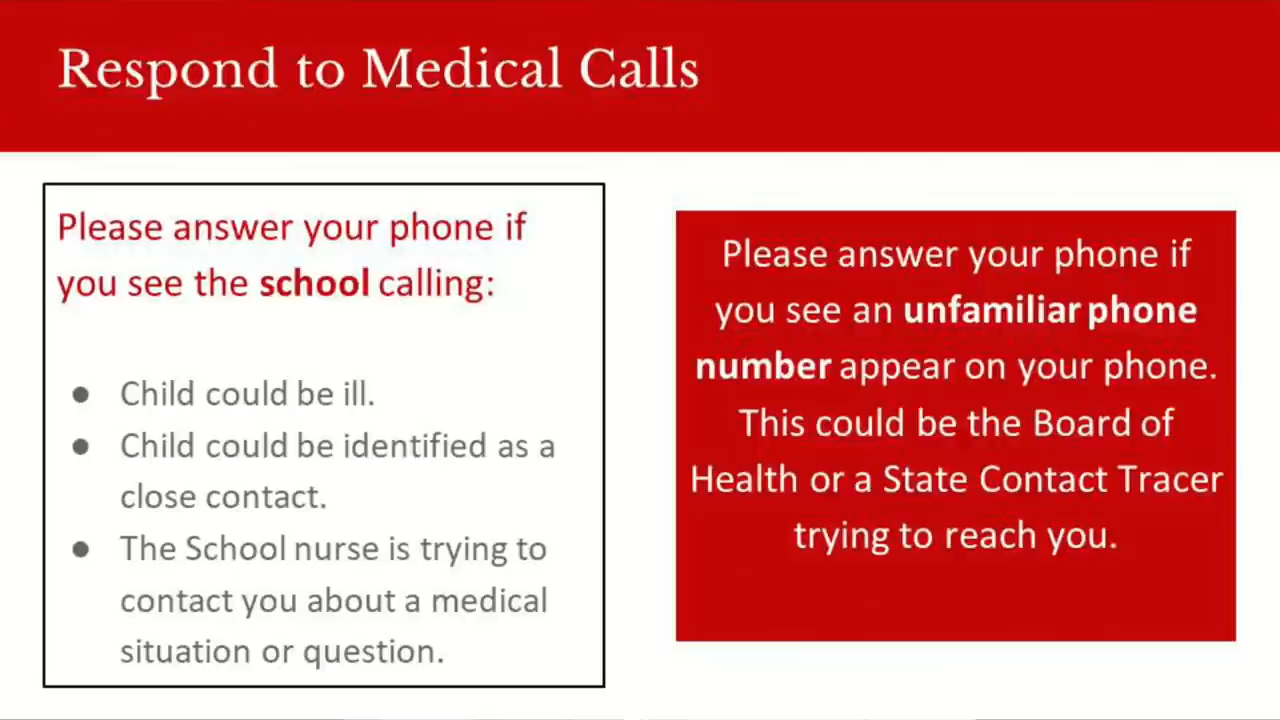 Respond to Medical Calls
Please answer your phone if
you see the school calling:
● Child could be ill.
● Child could be identified as a
close contact.
● The School nurse is trying to
contact you about a medical
situation or question.
Please answer your phone if
you see an unfamiliar phone
number appear on your phone.
This could be the Board of
Health or a State Contact Tracer
trying to reach you.